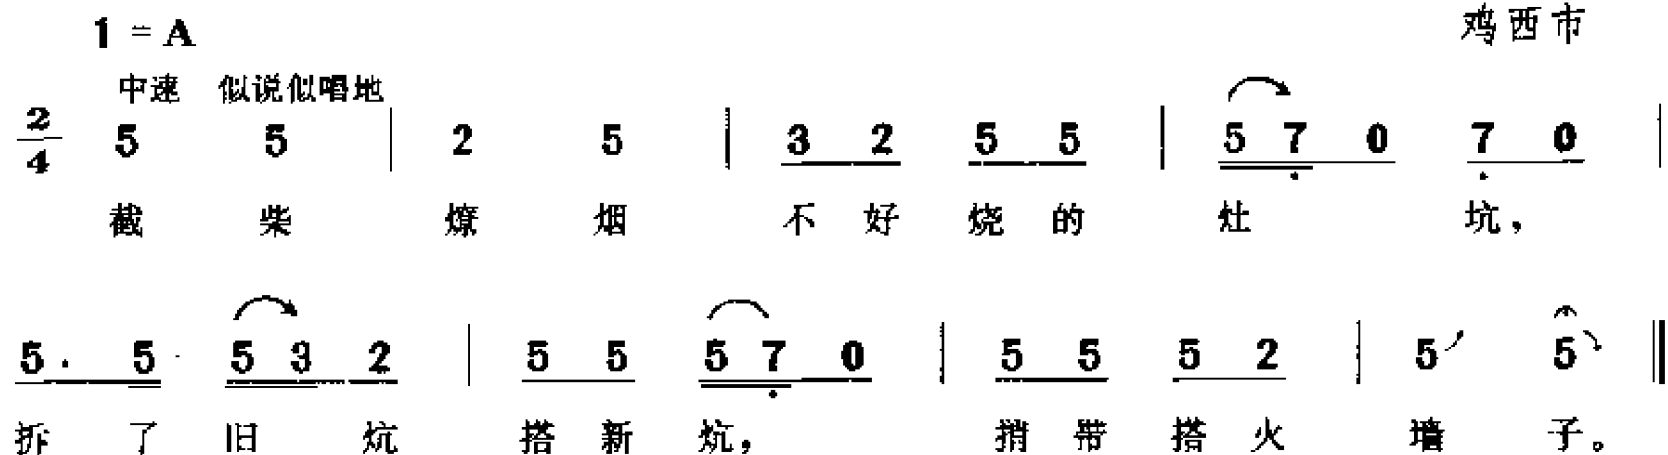 1 = A 鸡西市
中速 似说似唱地
2/4 5 5 | 2 5 | 3 2 5 5 | 5 7 0 7 0 |
截 柴 燎 烟 不 好 烧 的 灶 坑，
5. 5 5 3 2 | 5 5 5 7 0 | 5 5 5 2 | 5 5 ‖
拆 了 旧 炕 搭 新 炕， 捎 带 搭 火 墙 子。